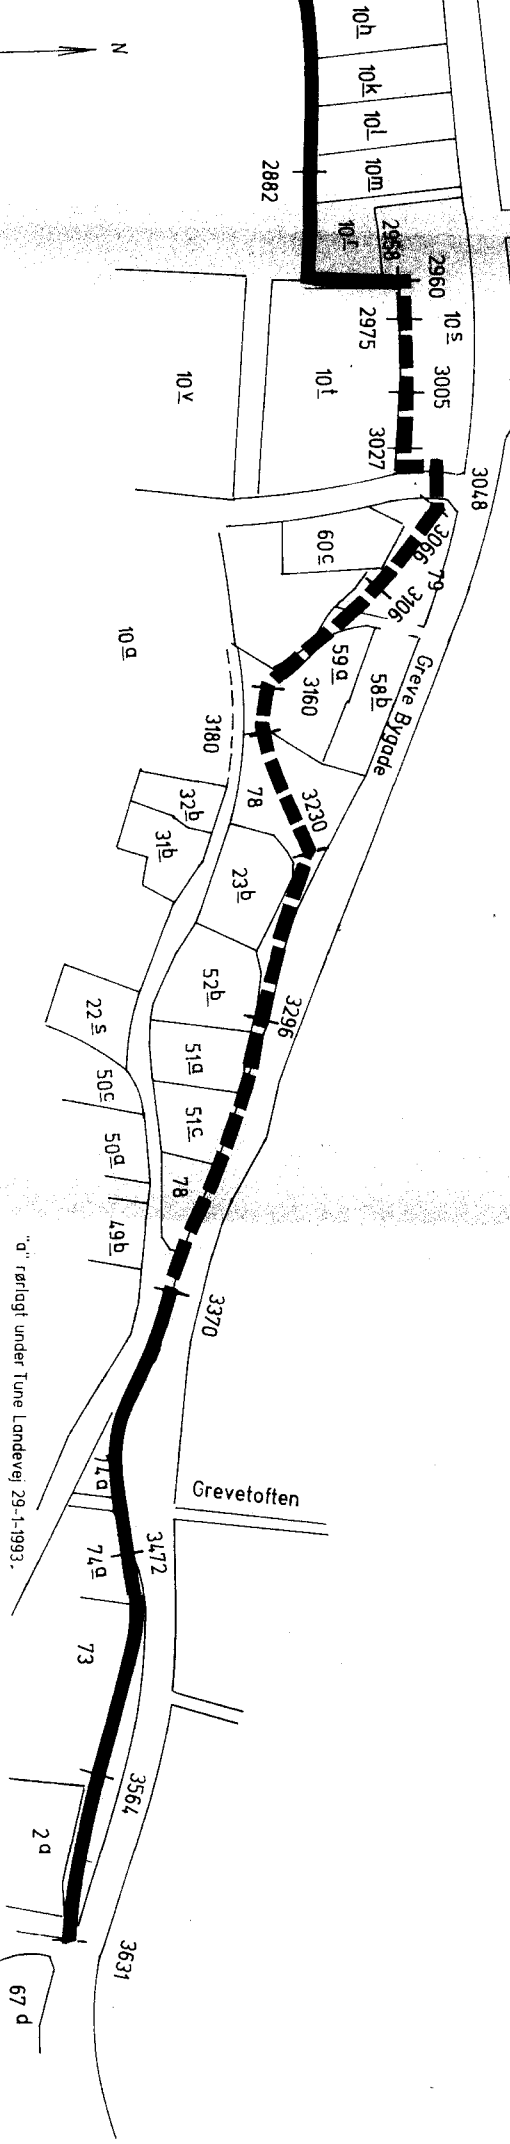 10h
10k
10l
10m
N
2882
10r
2958
2960
10s
2975
3005
10t
10v
3027
3048
60c
3066
79
3106
10a
59a
58b
Greve Bygade
3160
3180
78
3230
32b
31b
23b
52b
3296
22s
51a
50c
51c
50a
78
49b
3370
"a" rørlagt under Tune Landevej 29-1-1993.
74a
Grevetoften
3472
74a
73
3564
2a
3631
67d